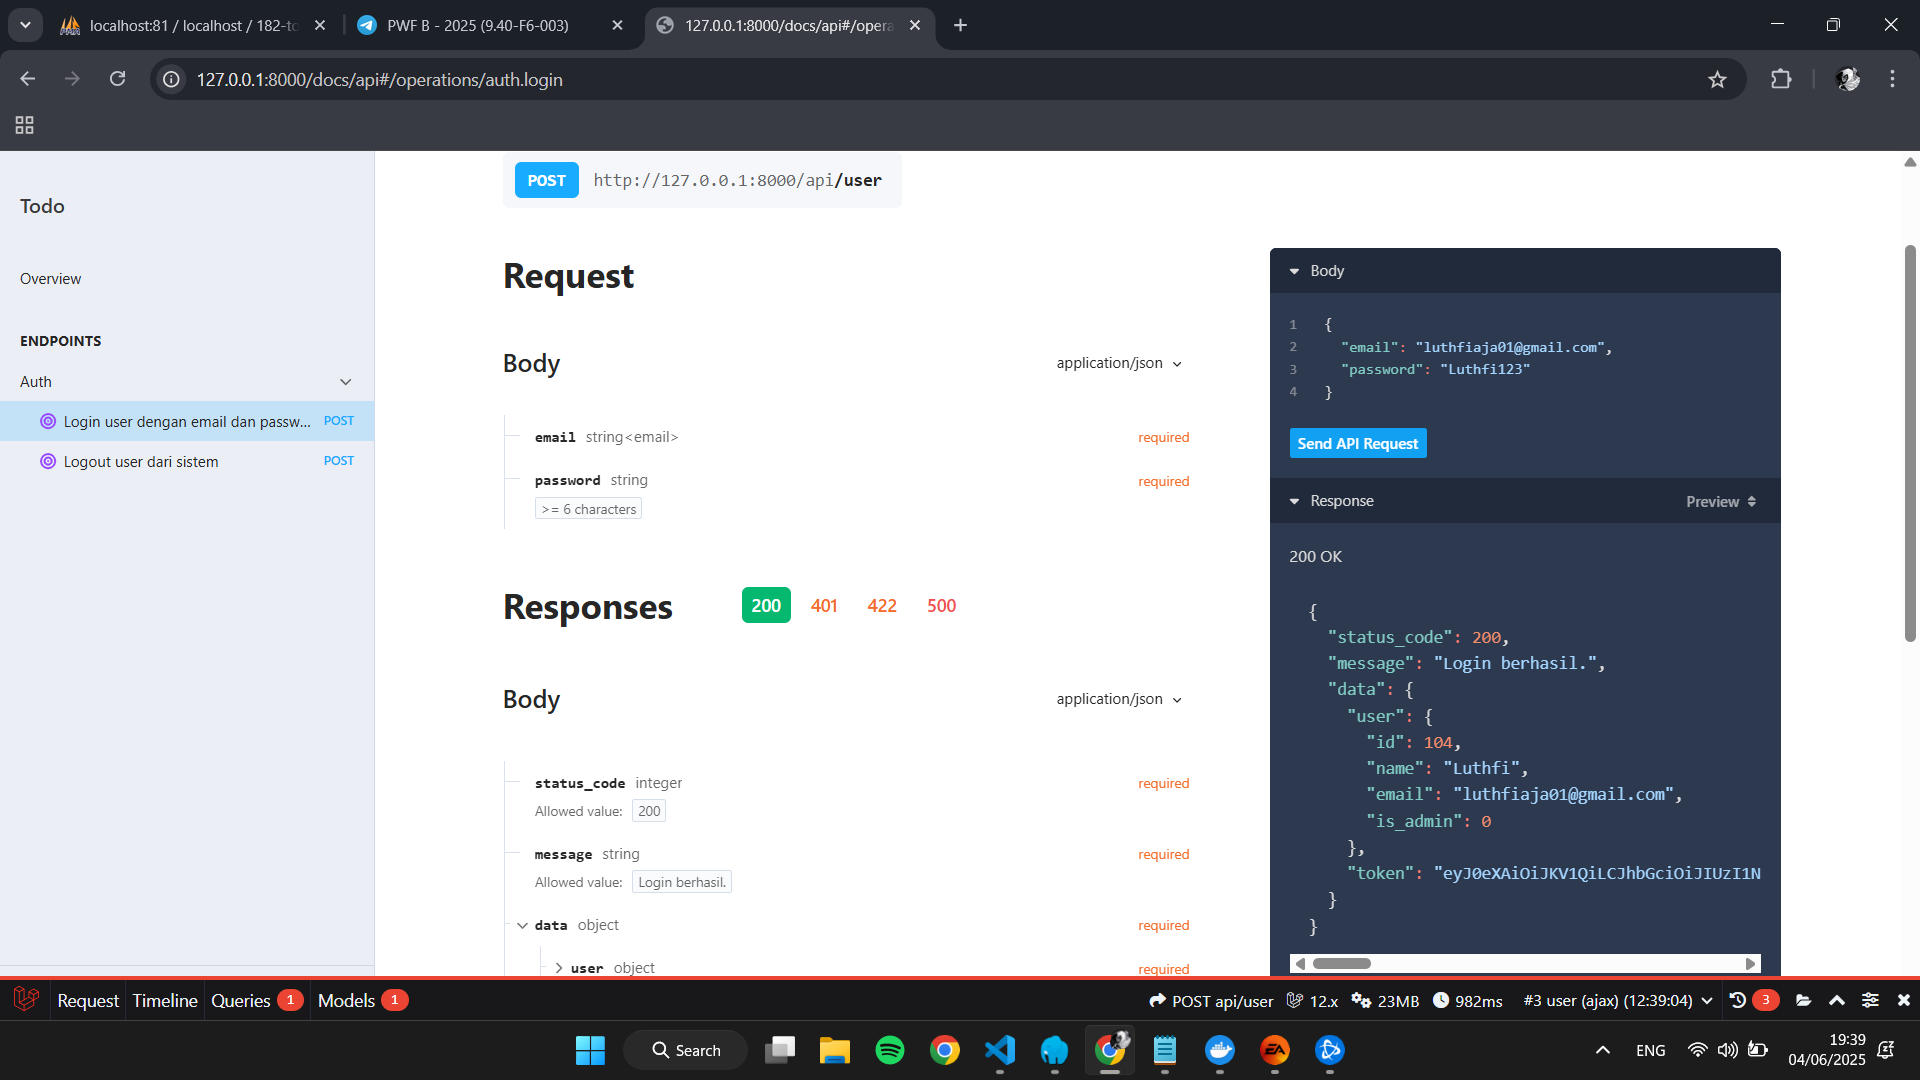 localhost:81 / localhost / 182-to
PWF B - 2025 (9.40-F6-003)
127.0.0.1:8000/docs/api#/opera
127.0.0.1:8000/docs/api#/operations/auth.login
Todo
Overview
ENDPOINTS
Auth
Login user dengan email dan passw... POST
Logout user dari sistem POST
POST http://127.0.0.1:8000/api/user
Request
Body application/json
email string<email> required
password string required
>= 6 characters
Responses 200 401 422 500
Body application/json
status_code integer required
Allowed value: 200
message string required
Allowed value: Login berhasil.
data object required
user object required
Body
1 {
2 "email": "luthfiaja01@gmail.com",
3 "password": "Luthfi123"
4 }
Send API Request
Response Preview
200 OK
{
"status_code": 200,
"message": "Login berhasil.",
"data": {
"user": {
"id": 104,
"name": "Luthfi",
"email": "luthfiaja01@gmail.com",
"is_admin": 0
},
"token": "eyJ0eXAiOiJKV1QiLCJhbGciOiJIUzI1N
}
}
Request Timeline Queries 1 Models 1 POST api/user 12.x 23MB 982ms #3 user (ajax) (12:39:04) 3
Search
ENG
19:39
04/06/2025